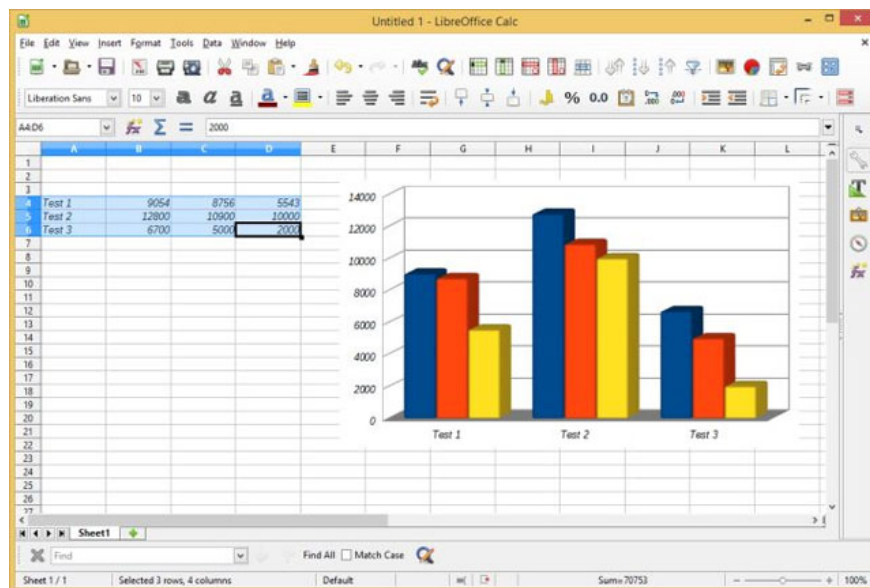 Untitled 1 - LibreOffice Calc
File Edit View Insert Format Tools Data Window Help
Liberation Sans 10 a a a a % 0.0
A4:D6 2000
A B C D E F G H I J K L
1
2
3
4 Test 1 9054 8756 5543
5 Test 2 12800 10900 10000
6 Test 3 6700 5000 2000
7
8
9
10
11
12
13
14
15
16
17
18
19
20
21
22
23
24
25
26
27
14000
12000
10000
8000
6000
4000
2000
0
Test 1 Test 2 Test 3
Sheet1
Find Find All Match Case
Sheet 1 / 1 Selected 3 rows, 4 columns Default Sum=70753 100%